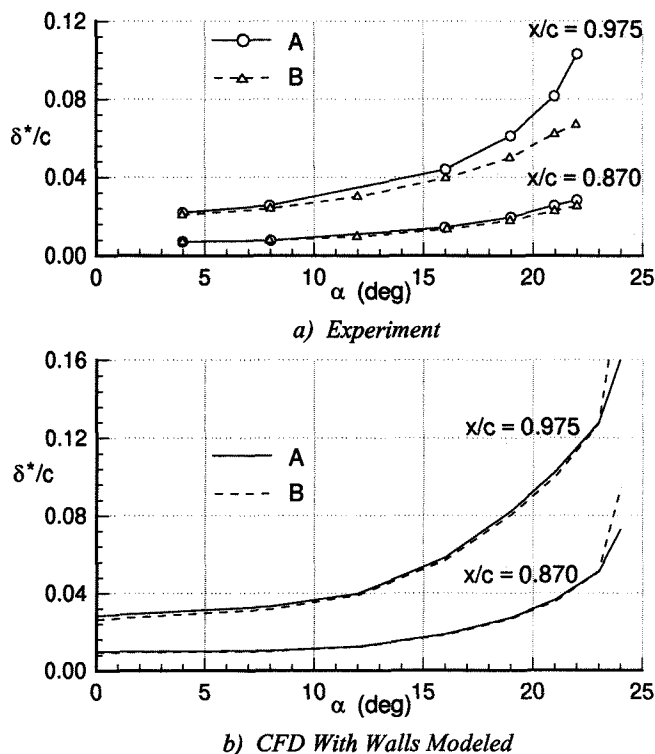 0.12
A
B
x/c = 0.975
0.08
δ*/c
x/c = 0.870
0.04
0.00
0 5 10 15 20 25
α (deg)
a) Experiment
0.16
x/c = 0.975
0.12
A
δ*/c
B
0.08
x/c = 0.870
0.04
0.00
0 5 10 15 20 25
α (deg)
b) CFD With Walls Modeled